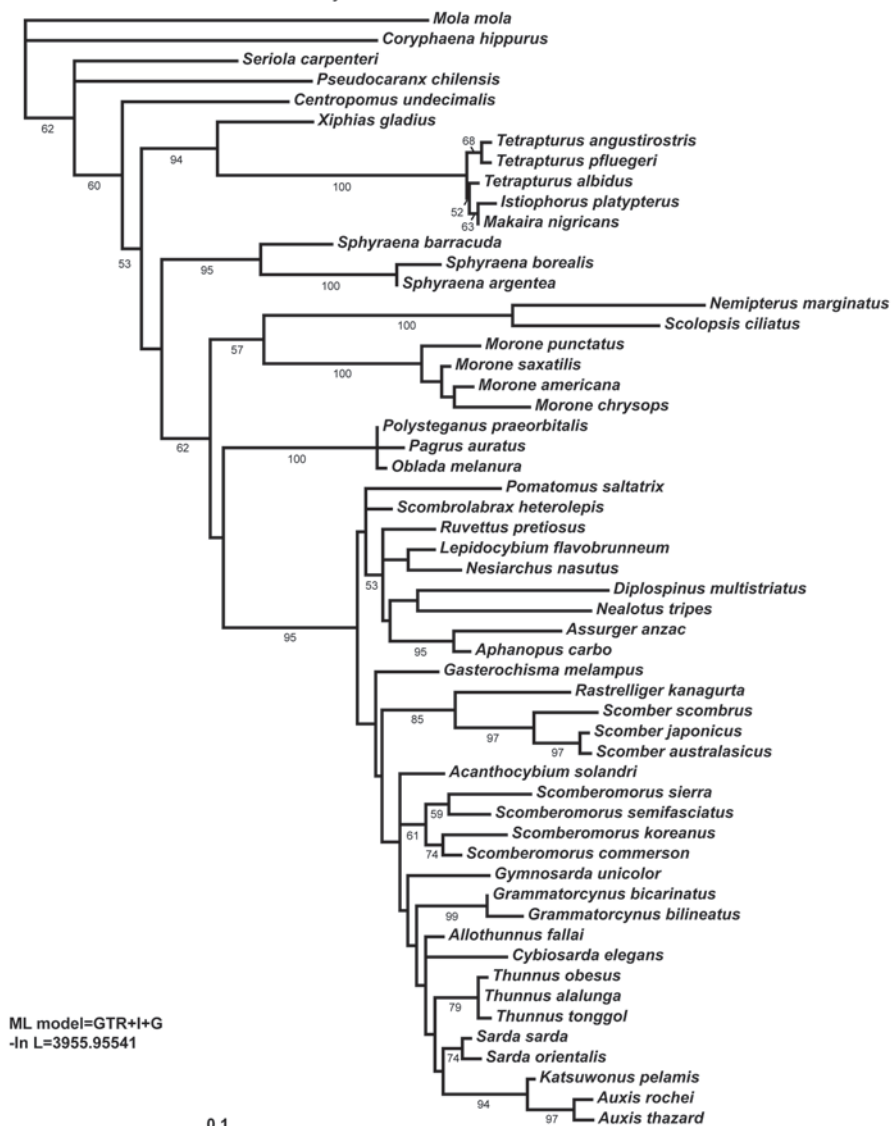 Mola mola
Coryphaena hippurus
Seriola carpenteri
Pseudocaranx chilensis
62
Centropomus undecimalis
Xiphias gladius
68
Tetrapturus angustirostris
94
Tetrapturus pfluegeri
60
100
Tetrapturus albidus
Istiophorus platypterus
52
63
Makaira nigricans
Sphyraena barracuda
53
95
Sphyraena borealis
100
Sphyraena argentea
Nemipterus marginatus
100
Scolopsis ciliatus
57
Morone punctatus
Morone saxatilis
100
Morone americana
Morone chrysops
Polysteganus praeorbitalis
62
Pagrus auratus
100
Oblada melanura
Pomatomus saltatrix
Scombrolabrax heterolepis
Ruvettus pretiosus
Lepidocybium flavobrunneum
Nesiarchus nasutus
53
Diplospinus multistriatus
Nealotus tripes
Assurger anzac
95
95
Aphanopus carbo
Gasterochisma melampus
Rastrelliger kanagurta
85
Scomber scombrus
97
Scomber japonicus
97
Scomber australasicus
Acanthocybium solandri
Scomberomorus sierra
59
Scomberomorus semifasciatus
61
Scomberomorus koreanus
74
Scomberomorus commerson
Gymnosarda unicolor
Grammatorcynus bicarinatus
99
Grammatorcynus bilineatus
Allothunnus fallai
Cybiosarda elegans
Thunnus obesus
79
Thunnus alalunga
Thunnus tonggol
ML model=GTR+I+G
-ln L=3955.95541
Sarda sarda
74
Sarda orientalis
Katsuwonus pelamis
94
Auxis rochei
97
Auxis thazard
0.1